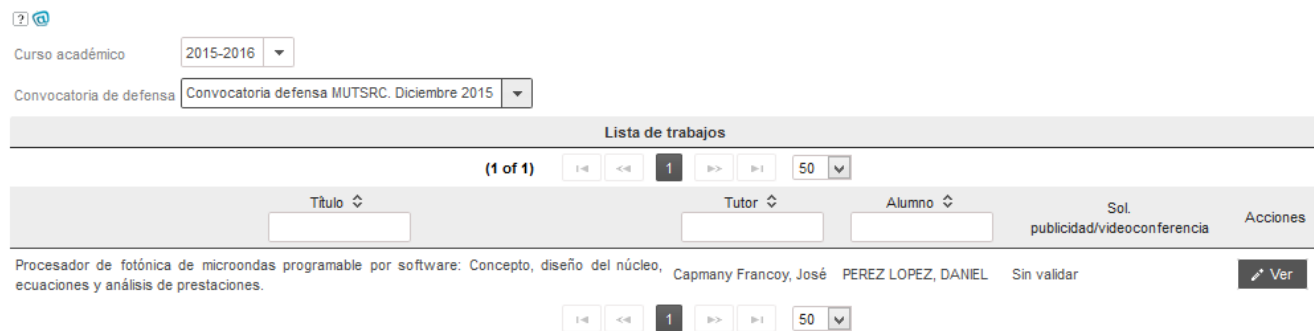 ?
Curso académico 2015-2016
Convocatoria de defensa Convocatoria defensa MUTSRC. Diciembre 2015
Lista de trabajos
(1 of 1) 1 50
Título Tutor Alumno Sol. publicidad/videoconferencia Acciones
Procesador de fotónica de microondas programable por software: Concepto, diseño del núcleo,
ecuaciones y análisis de prestaciones.
Capmany Francoy, José PEREZ LOPEZ, DANIEL Sin validar Ver
1 50